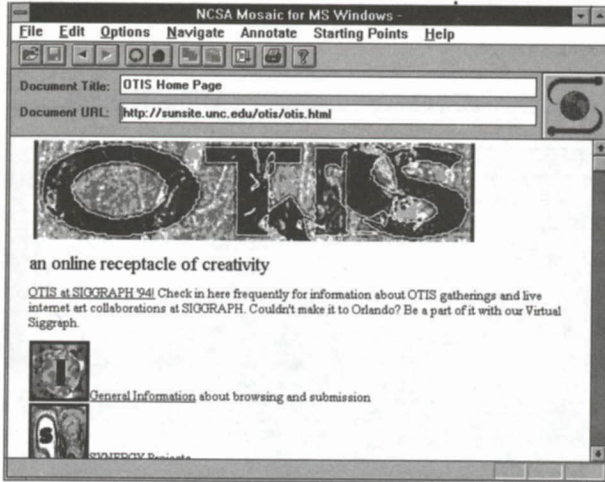 NCSA Mosaic for MS Windows -
File Edit Options Navigate Annotate Starting Points Help
Document Title: OTIS Home Page
Document URL: http://sunsite.unc.edu/otis/otis.html
OTIS
an online receptacle of creativity
OTIS at SIGGRAPH '94! Check in here frequently for information about OTIS gatherings and live
internet art collaborations at SIGGRAPH. Couldn't make it to Orlando? Be a part of it with our Virtual
Siggraph.
I
General Information about browsing and submission
S
SYNERGY Projects